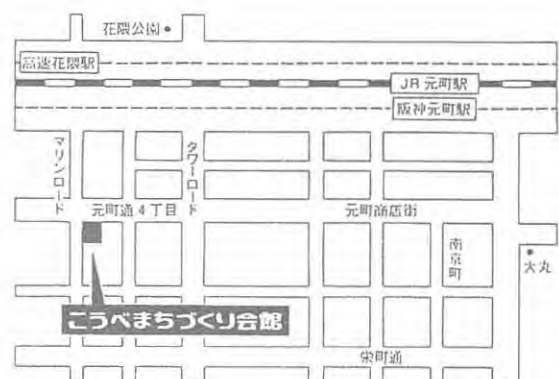 花隈公園
高速花隈駅
JR 元町駅
阪神元町駅
マリンロード
タワーロード
元町通4丁目
元町商店街
南京町
大丸
こうべまちづくり会館
栄町通